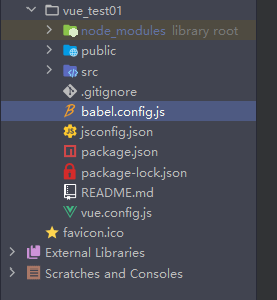 vue_test01
node_modules library root
public
src
.gitignore
babel.config.js
jsconfig.json
package.json
package-lock.json
README.md
vue.config.js
favicon.ico
External Libraries
Scratches and Consoles